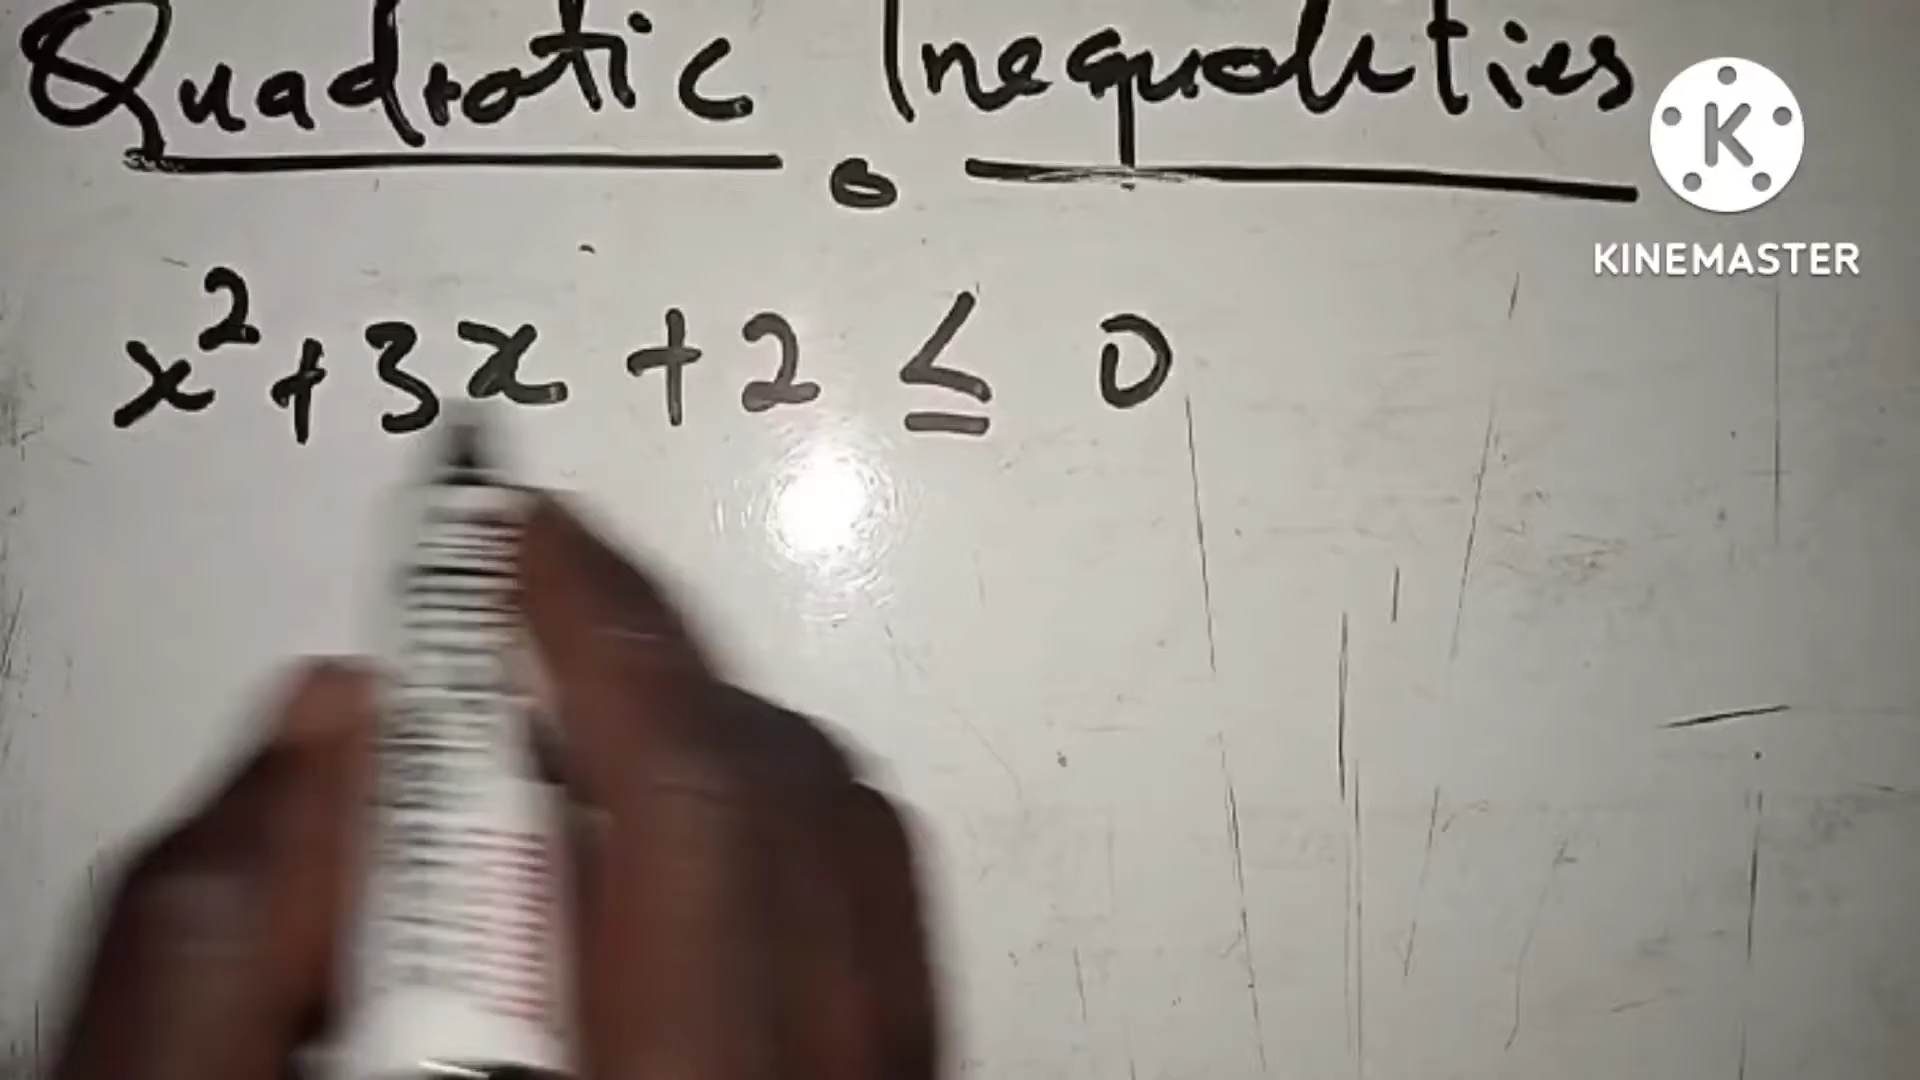 Quadratic Inequalities
K
KINEMASTER
x² + 3x + 2 ≤ 0